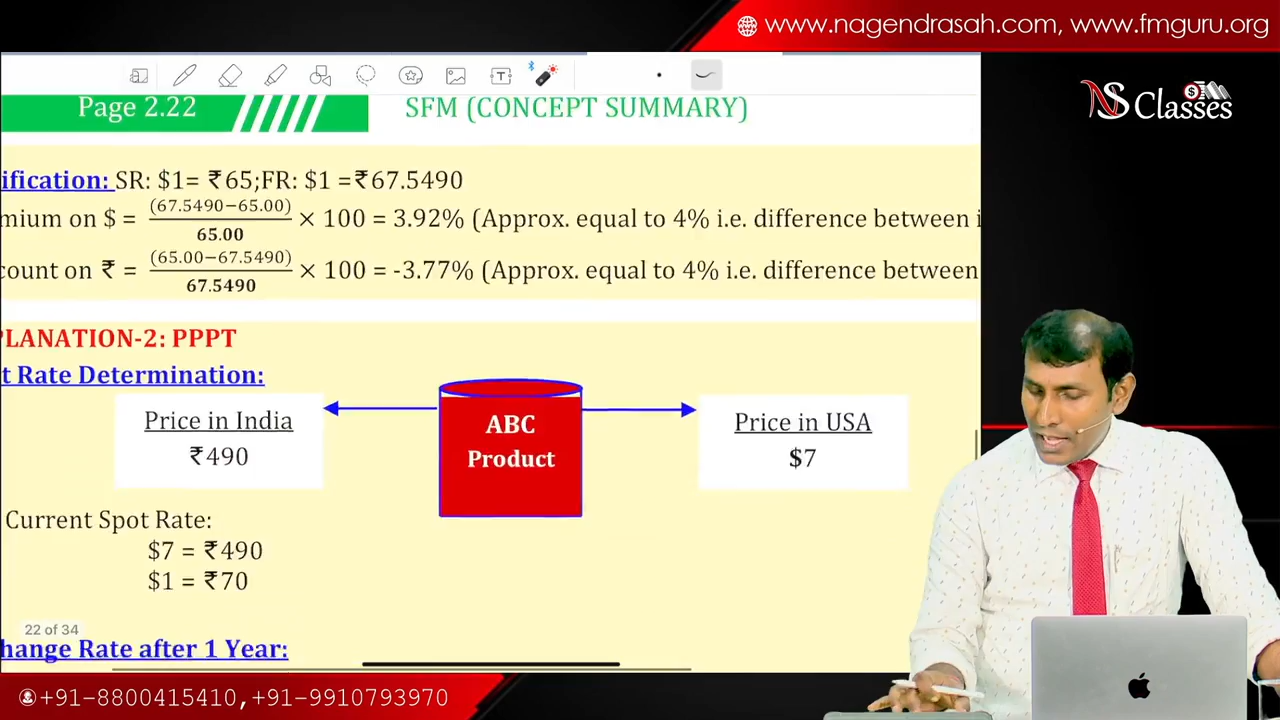 www.nagendrasah.com, www.fmguru.org
NS Classes
Page 2.22
SFM (CONCEPT SUMMARY)
ification: SR: $1= ₹65;FR: $1 =₹67.5490
mium on $ = (67.5490−65.00)/65.00 × 100 = 3.92% (Approx. equal to 4% i.e. difference between i
count on ₹ = (65.00−67.5490)/67.5490 × 100 = -3.77% (Approx. equal to 4% i.e. difference between
PLANATION-2: PPPT
t Rate Determination:
Price in India
₹490
ABC
Product
Price in USA
$7
Current Spot Rate:
$7 = ₹490
$1 = ₹70
22 of 34
hange Rate after 1 Year:
+91-8800415410, +91-9910793970